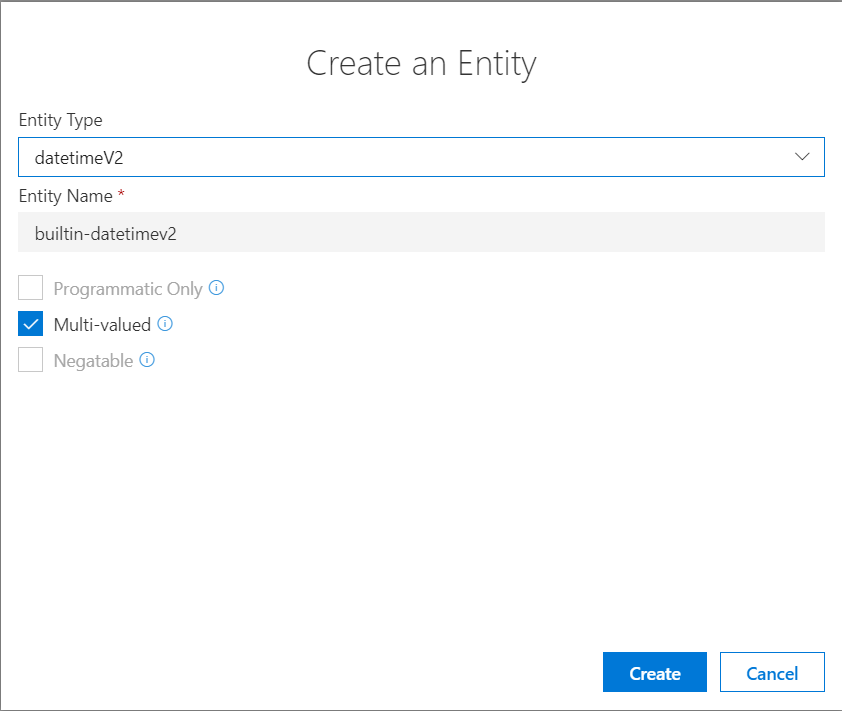 Create an Entity
Entity Type
datetimeV2
Entity Name *
builtin-datetimev2
Programmatic Only
Multi-valued
Negatable
Create Cancel